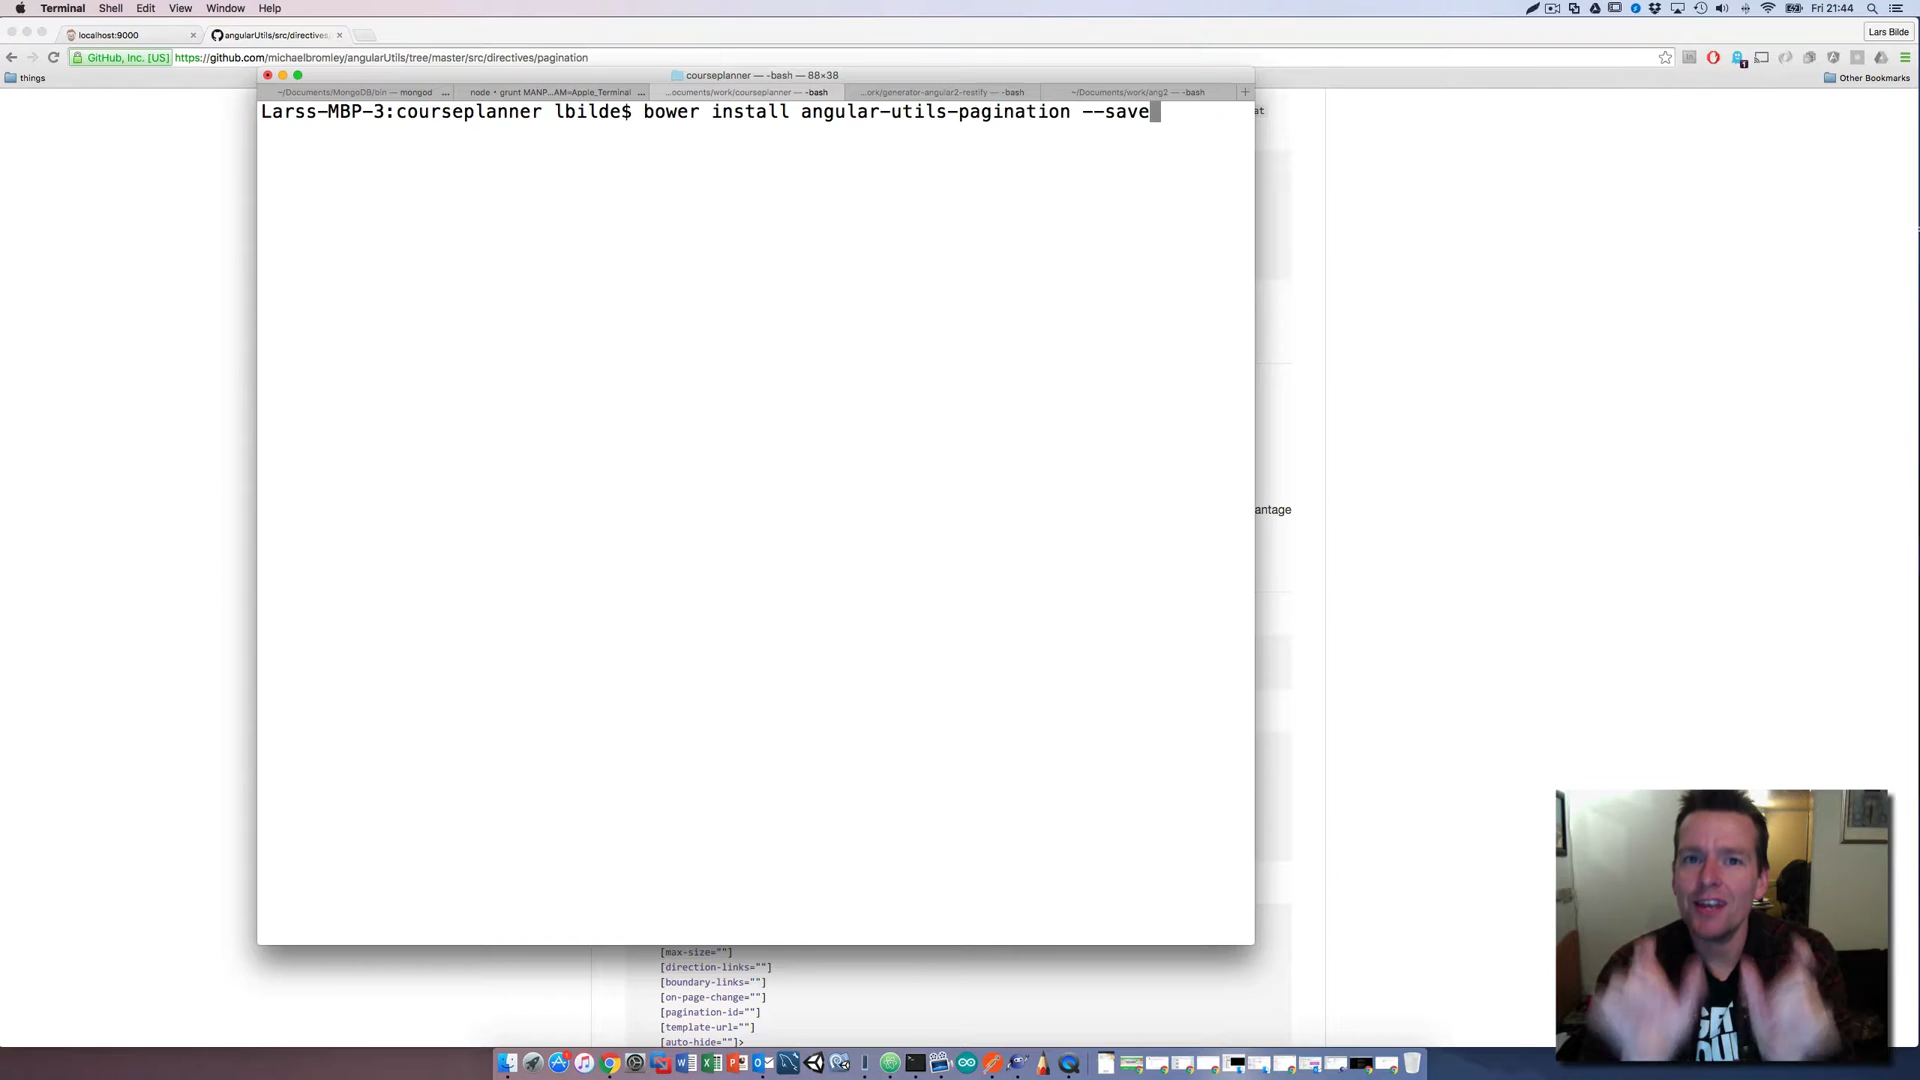 Terminal Shell Edit View Window Help Fri 21:44
localhost:9000 angularUtils/src/directives Lars Bilde
GitHub, Inc. [US] https://github.com/michaelbromley/angularUtils/tree/master/src/directives/pagination
things Other Bookmarks
courseplanner — -bash — 88×38
~/Documents/MongoDB/bin — mongod ... node • grunt MANP...AM=Apple_Terminal ... ...ocuments/work/courseplanner — -bash ...ork/generator-angular2-restify — -bash ~/Documents/work/ang2 — -bash
Larss-MBP-3:courseplanner lbilde$ bower install angular-utils-pagination --save
at
antage
[max-size=""]
[direction-links=""]
[boundary-links=""]
[on-page-change=""]
[pagination-id=""]
[template-url=""]
[auto-hide=""]>